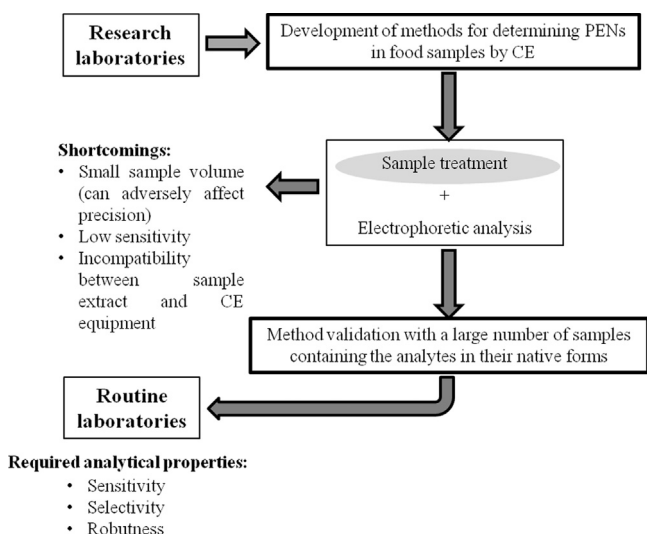 Research
laboratories
Development of methods for determining PENs
in food samples by CE
Shortcomings:
• Small sample volume
(can adversely affect
precision)
• Low sensitivity
• Incompatibility
between sample
extract and CE
equipment
Sample treatment
+
Electrophoretic analysis
Method validation with a large number of samples
containing the analytes in their native forms
Routine
laboratories
Required analytical properties:
• Sensitivity
• Selectivity
• Robutness